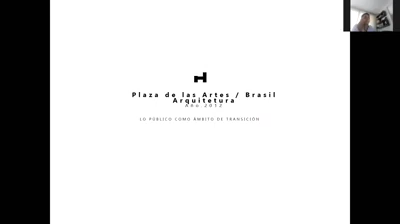 Plaza de las Artes / Brasil
Arquitetura
Año 2012
LO PÚBLICO COMO ÁMBITO DE TRANSICIÓN